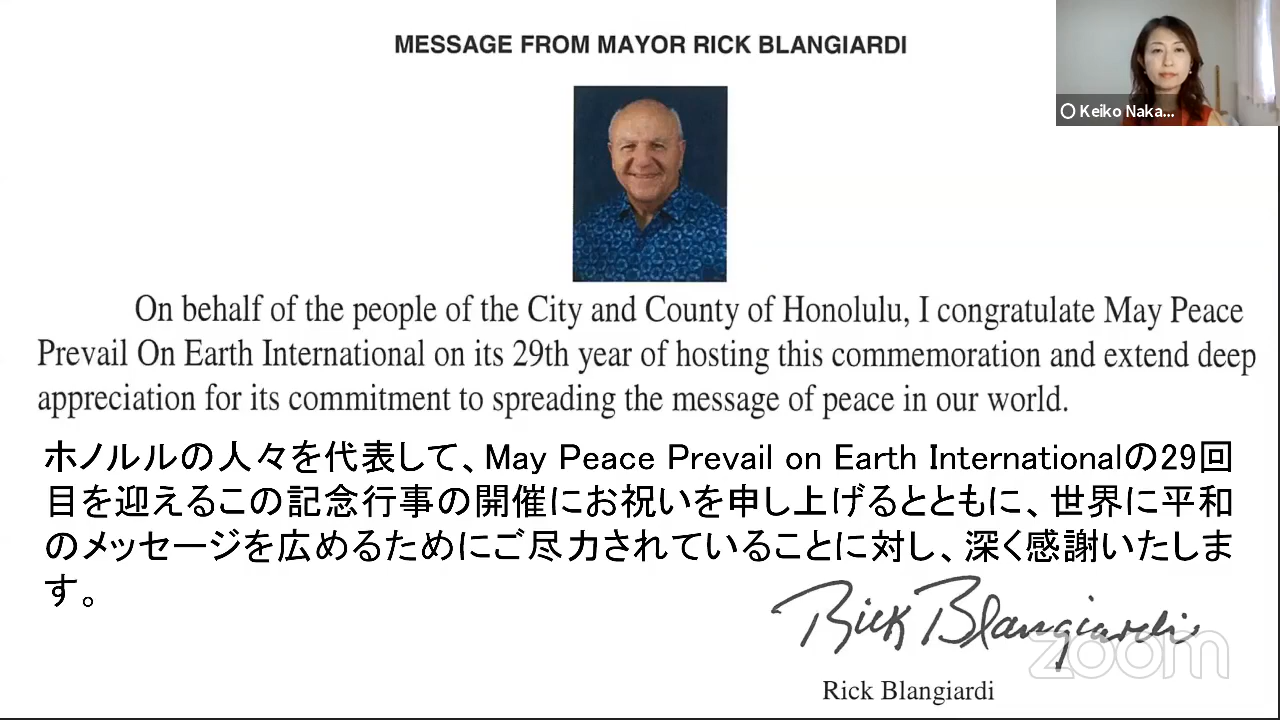 MESSAGE FROM MAYOR RICK BLANGIARDI
Keiko Naka...
On behalf of the people of the City and County of Honolulu, I congratulate May Peace
Prevail On Earth International on its 29th year of hosting this commemoration and extend deep
appreciation for its commitment to spreading the message of peace in our world.
ホノルルの人々を代表して、May Peace Prevail on Earth Internationalの29回
目を迎えるこの記念行事の開催にお祝いを申し上げるとともに、世界に平和
のメッセージを広めるためにご尽力されていることに対し、深く感謝いたしま
す。
Rick Blangiardi
zoom
Rick Blangiardi